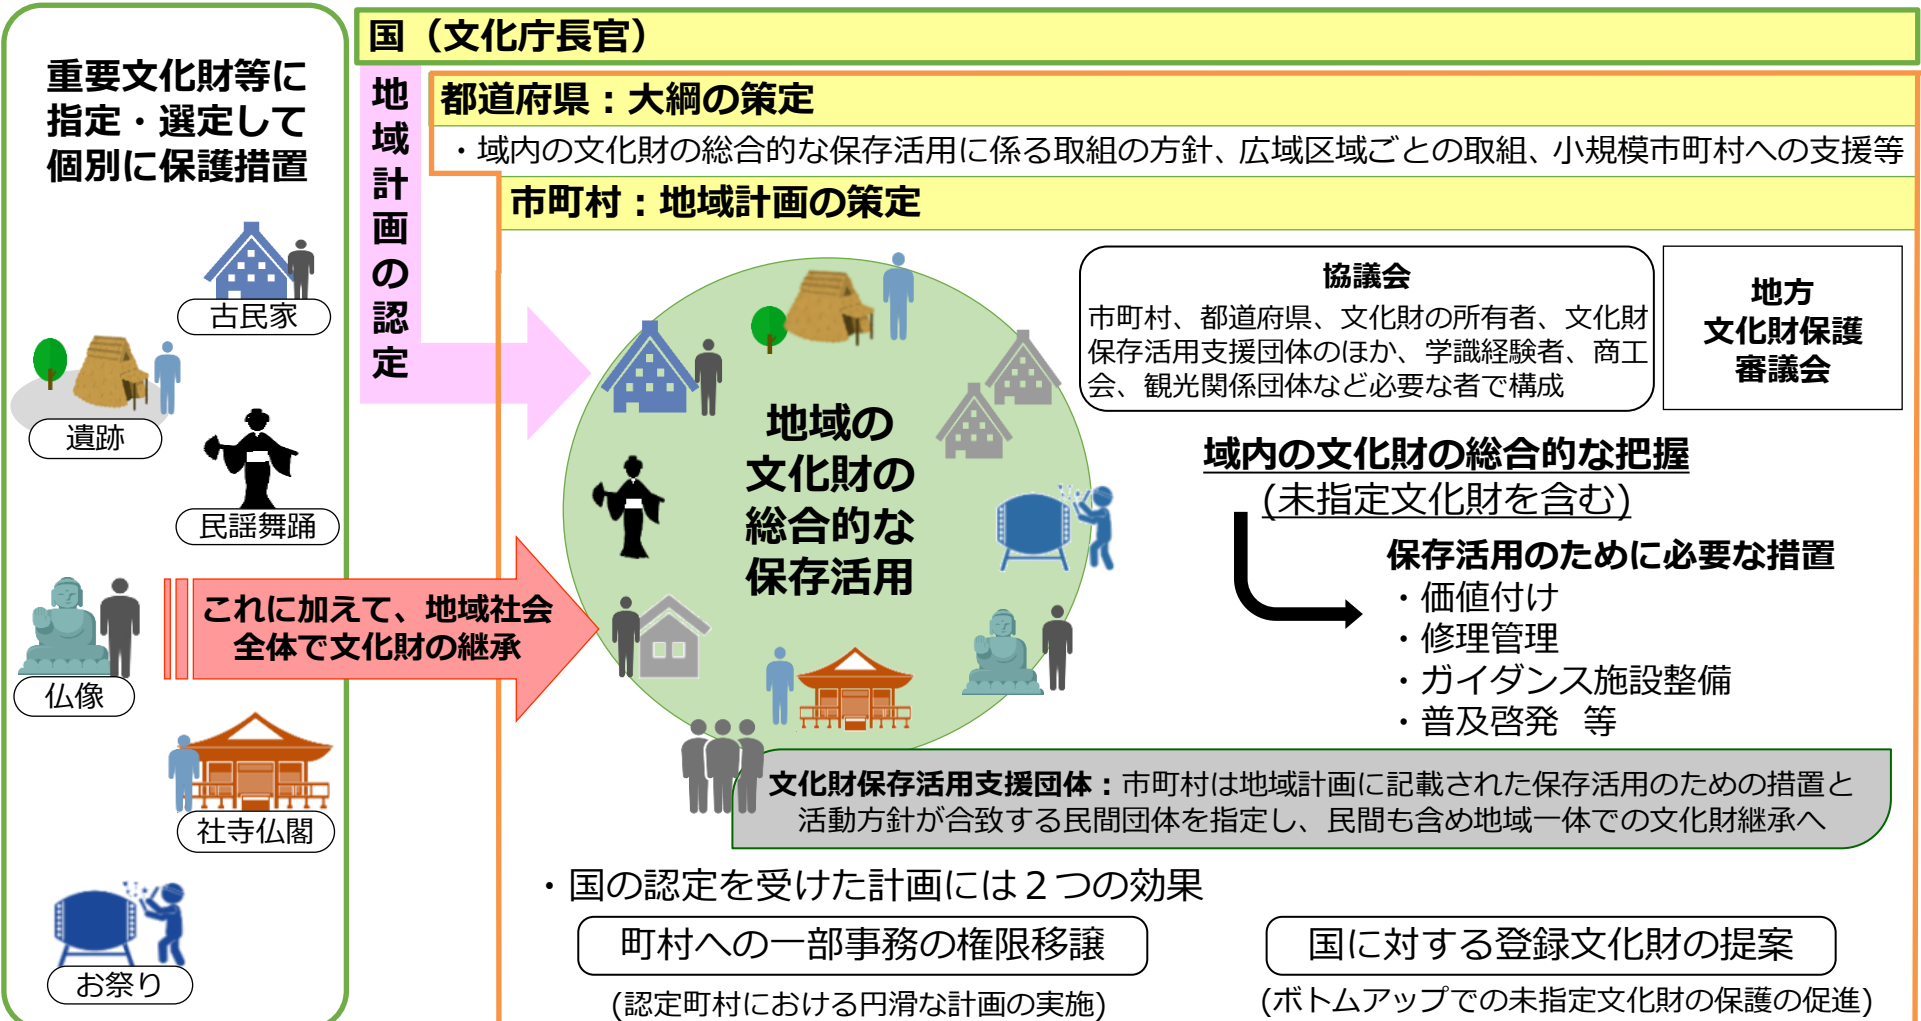 重要文化財等に
指定・選定して
個別に保護措置
古民家
遺跡
民謡舞踊
仏像
社寺仏閣
お祭り
これに加えて、地域社会
全体で文化財の継承
国（文化庁長官）
地域計画の認定
都道府県：大綱の策定
・域内の文化財の総合的な保存活用に係る取組の方針、広域区域ごとの取組、小規模市町村への支援等
市町村：地域計画の策定
地域の
文化財の
総合的な
保存活用
協議会
市町村、都道府県、文化財の所有者、文化財
保存活用支援団体のほか、学識経験者、商工
会、観光関係団体など必要な者で構成
地方
文化財保護
審議会
域内の文化財の総合的な把握
(未指定文化財を含む)
保存活用のために必要な措置
・価値付け
・修理管理
・ガイダンス施設整備
・普及啓発 等
文化財保存活用支援団体：市町村は地域計画に記載された保存活用のための措置と
活動方針が合致する民間団体を指定し、民間も含め地域一体での文化財継承へ
・国の認定を受けた計画には２つの効果
町村への一部事務の権限移譲
(認定町村における円滑な計画の実施)
国に対する登録文化財の提案
(ボトムアップでの未指定文化財の保護の促進)